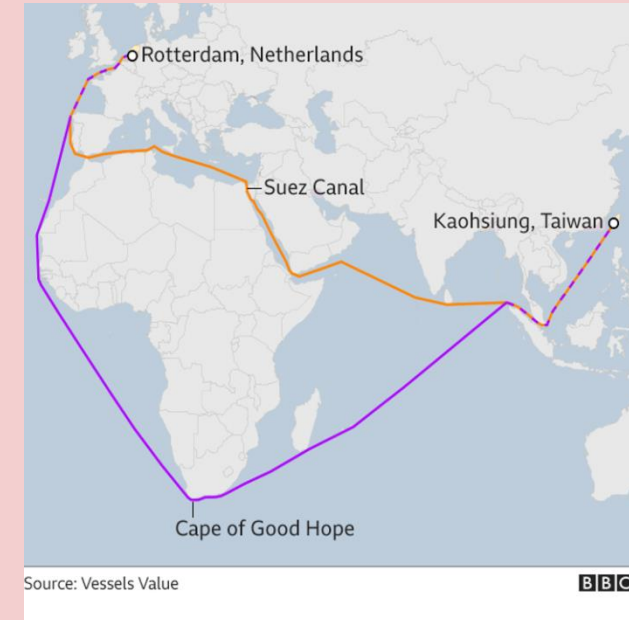 Rotterdam, Netherlands
Suez Canal
Kaohsiung, Taiwan
Cape of Good Hope
Source: Vessels Value
BBC